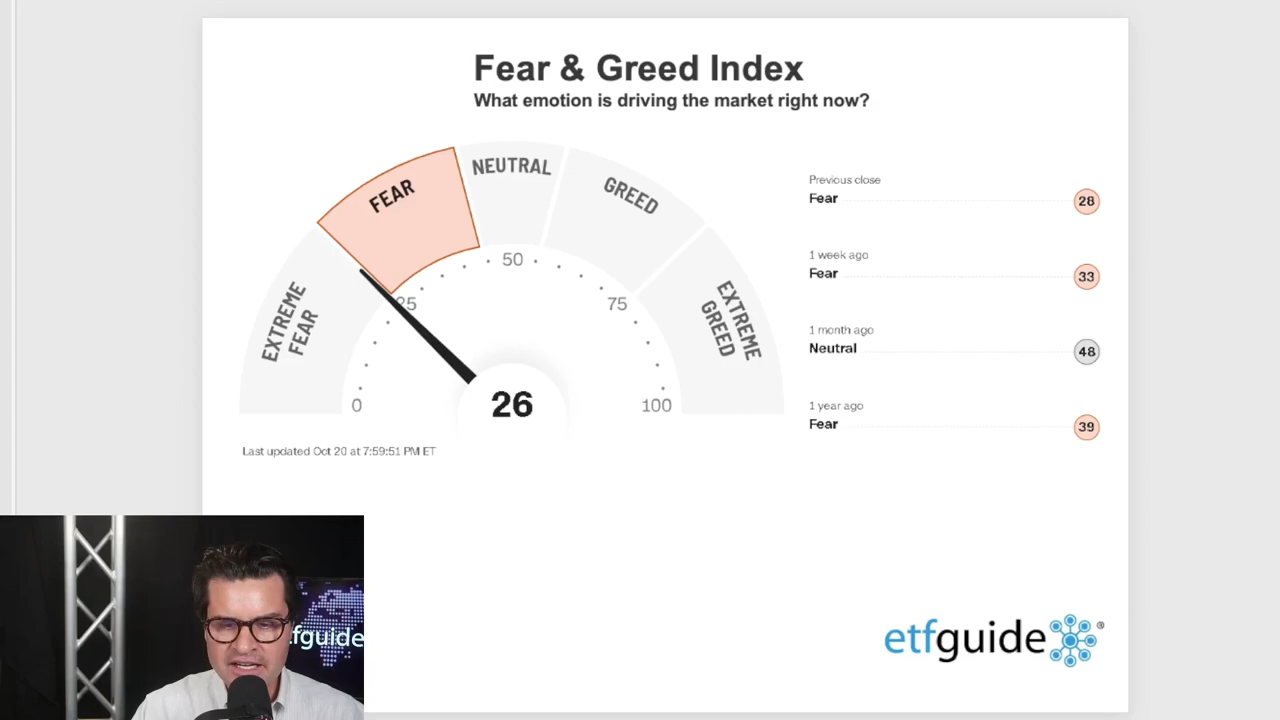 Fear & Greed Index
What emotion is driving the market right now?
EXTREME
FEAR
FEAR
NEUTRAL
GREED
EXTREME
GREED
0
25
50
75
100
26
Last updated Oct 20 at 7:59:51 PM ET
Previous close
Fear
28
1 week ago
Fear
33
1 month ago
Neutral
48
1 year ago
Fear
39
etfguide®
tfguide